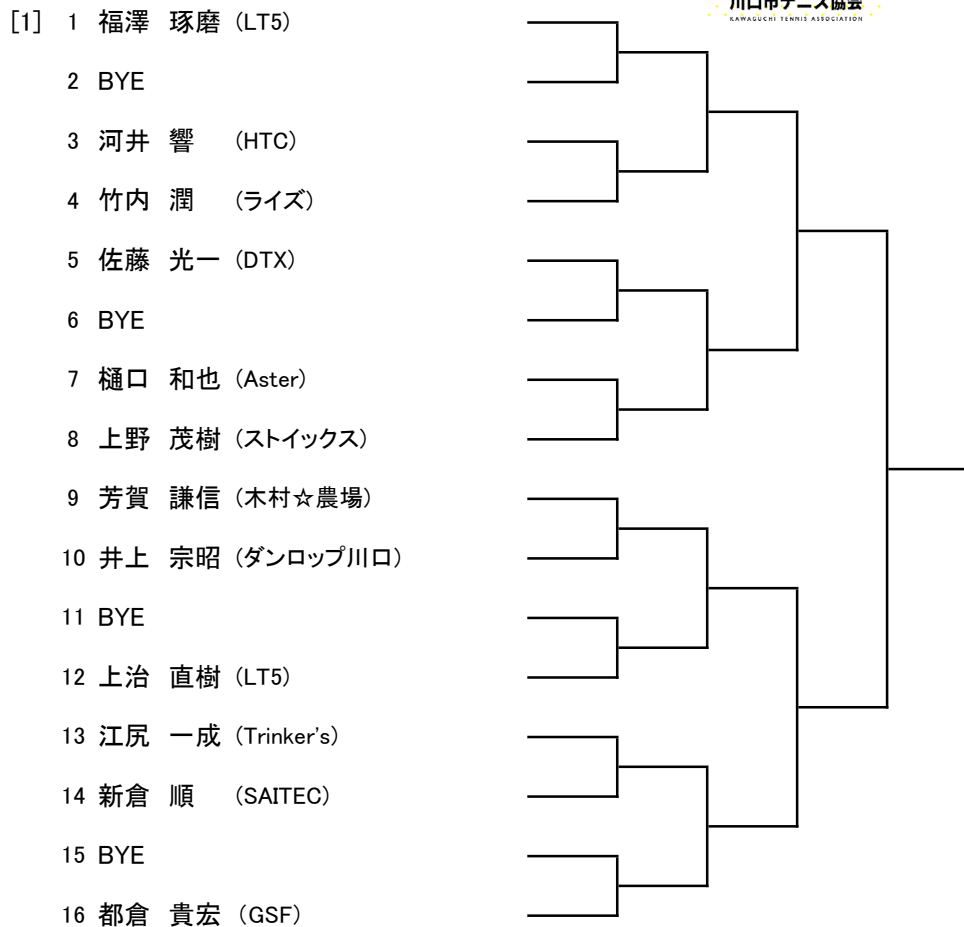 川口市テニス協会
KAWAGUCHI TENNIS ASSOCIATION
[1] 1 福澤 琢磨 (LT5)
2 BYE
3 河井 響 (HTC)
4 竹内 潤 (ライズ)
5 佐藤 光一 (DTX)
6 BYE
7 樋口 和也 (Aster)
8 上野 茂樹 (ストイックス)
9 芳賀 謙信 (木村☆農場)
10 井上 宗昭 (ダンロップ川口)
11 BYE
12 上治 直樹 (LT5)
13 江尻 一成 (Trinker's)
14 新倉 順 (SAITEC)
15 BYE
16 都倉 貴宏 (GSF)